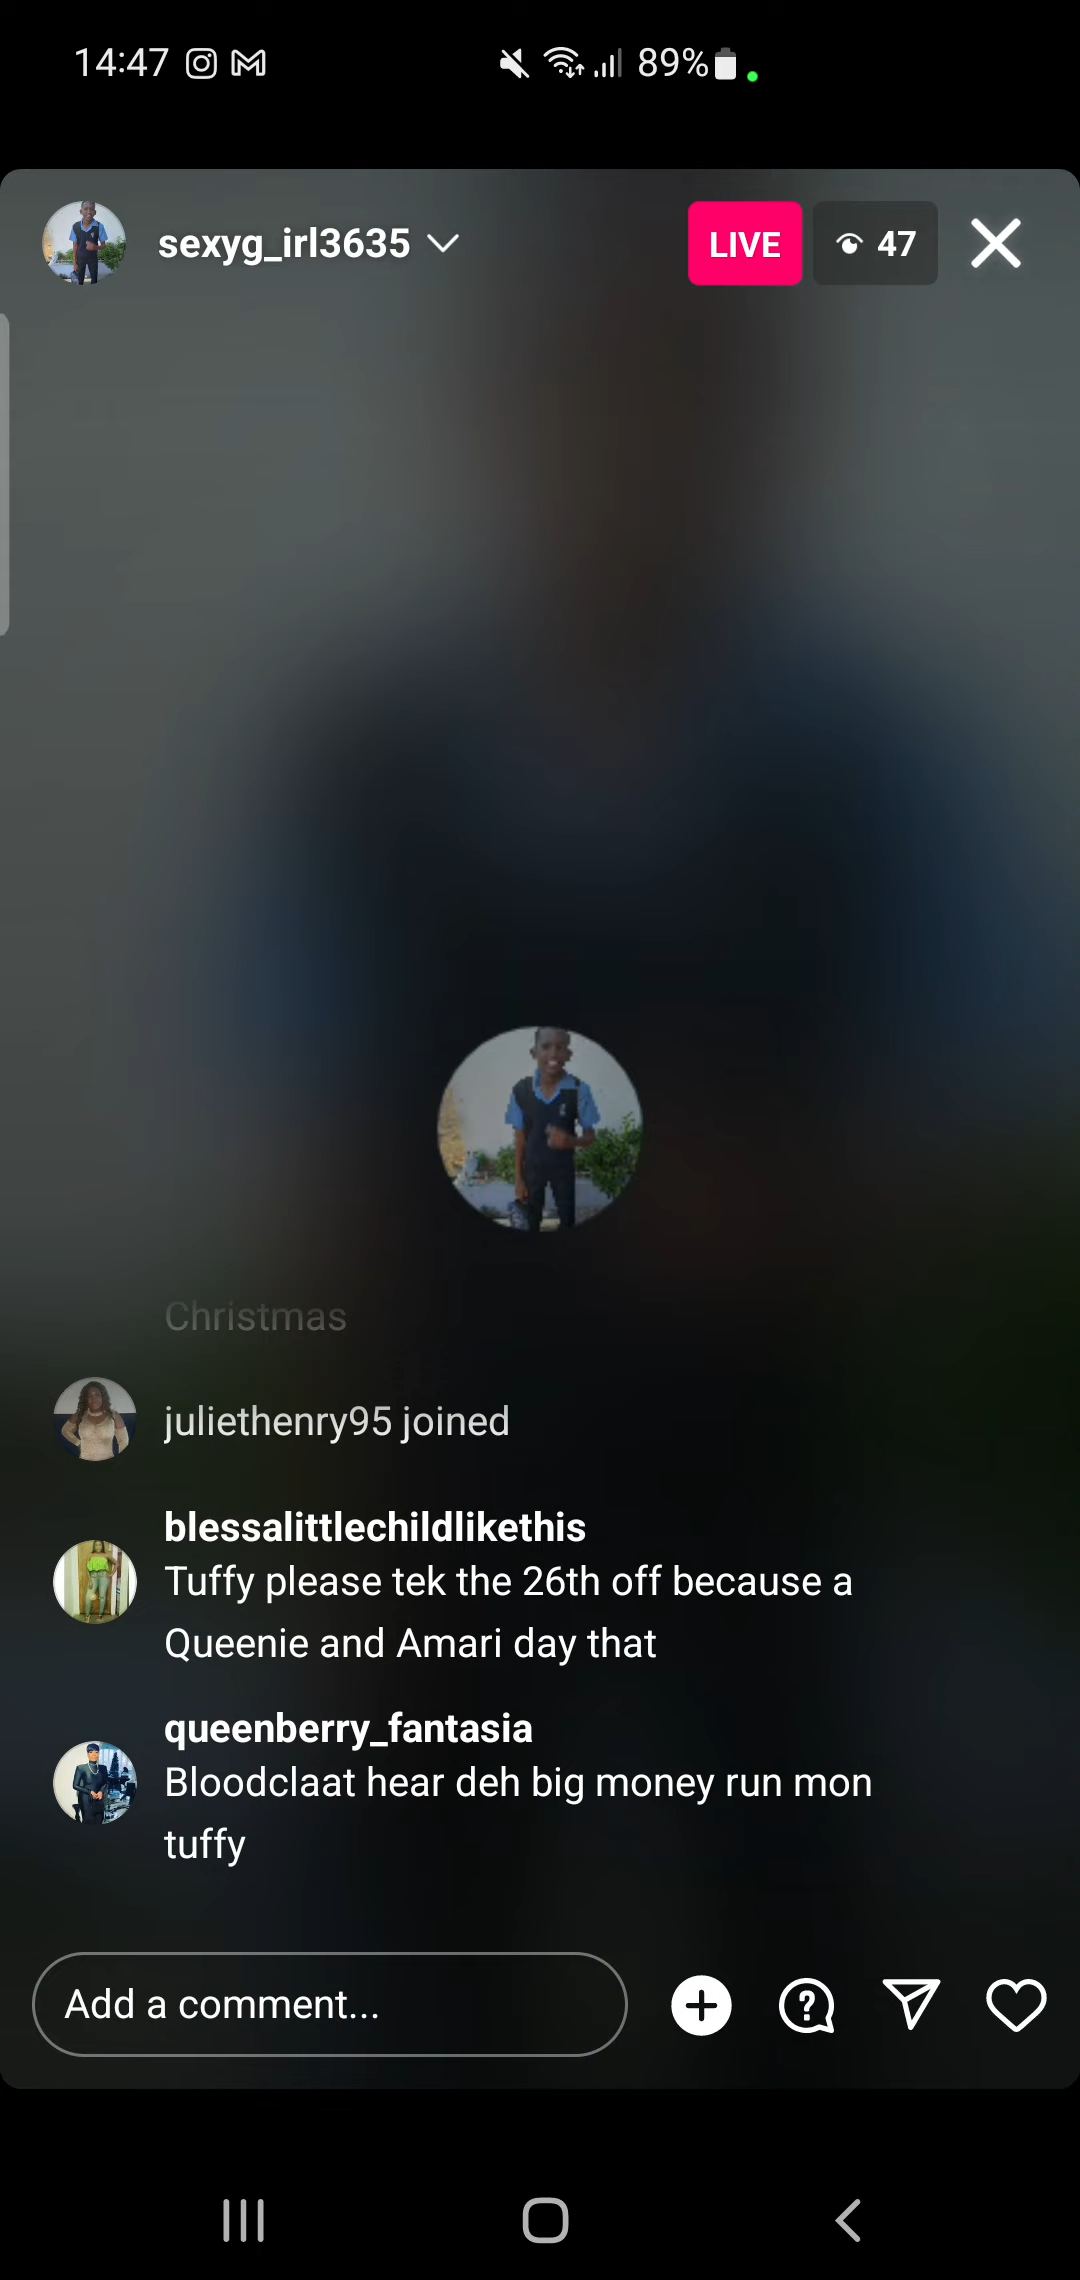 14:47
89%
sexyg_irl3635
LIVE
47
Christmas
juliethenry95 joined
blessalittlechildlikethis
Tuffy please tek the 26th off because a
Queenie and Amari day that
queenberry_fantasia
Bloodclaat hear deh big money run mon
tuffy
Add a comment...